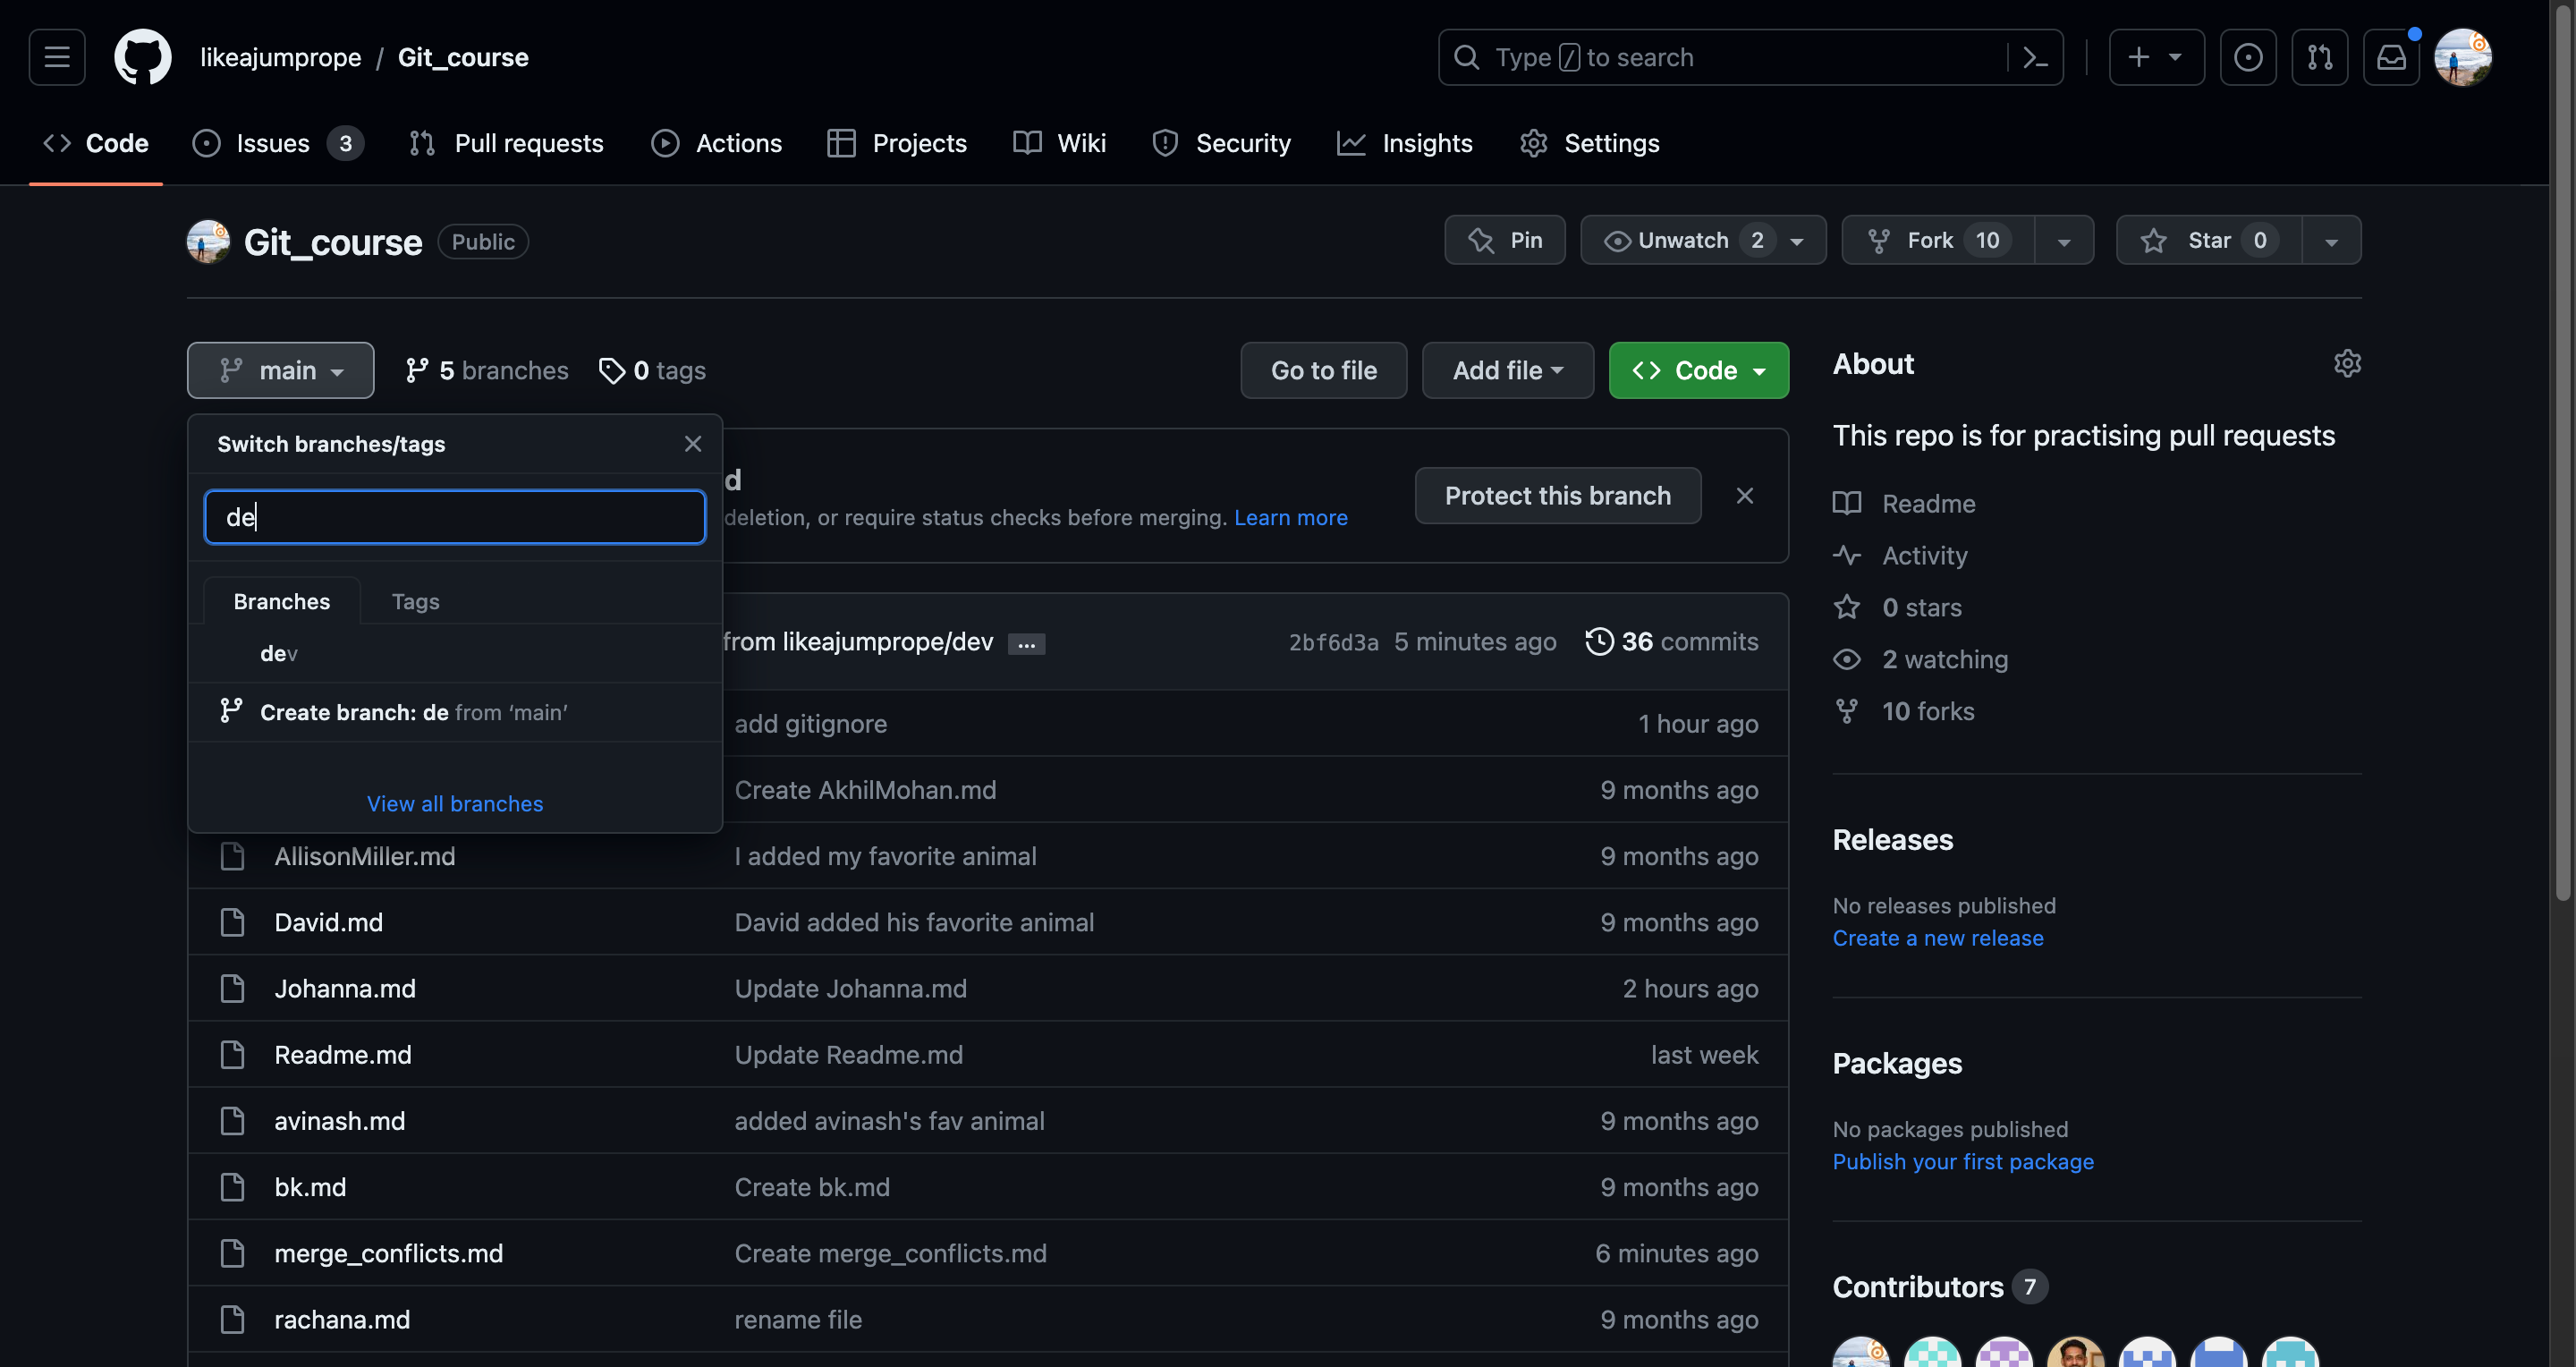 likeajumprope / Git_course
Type / to search
Code
Issues 3
Pull requests
Actions
Projects
Wiki
Security
Insights
Settings
Git_course Public
Pin
Unwatch 2
Fork 10
Star 0
main
5 branches
0 tags
Go to file
Add file
Code
Switch branches/tags
de
Branches
Tags
dev
Create branch: de from ‘main’
View all branches
d
deletion, or require status checks before merging. Learn more
Protect this branch
from likeajumprope/dev ... 2bf6d3a 5 minutes ago 36 commits
add gitignore 1 hour ago
Create AkhilMohan.md 9 months ago
AllisonMiller.md I added my favorite animal 9 months ago
David.md David added his favorite animal 9 months ago
Johanna.md Update Johanna.md 2 hours ago
Readme.md Update Readme.md last week
avinash.md added avinash's fav animal 9 months ago
bk.md Create bk.md 9 months ago
merge_conflicts.md Create merge_conflicts.md 6 minutes ago
rachana.md rename file 9 months ago
About
This repo is for practising pull requests
Readme
Activity
0 stars
2 watching
10 forks
Releases
No releases published
Create a new release
Packages
No packages published
Publish your first package
Contributors 7